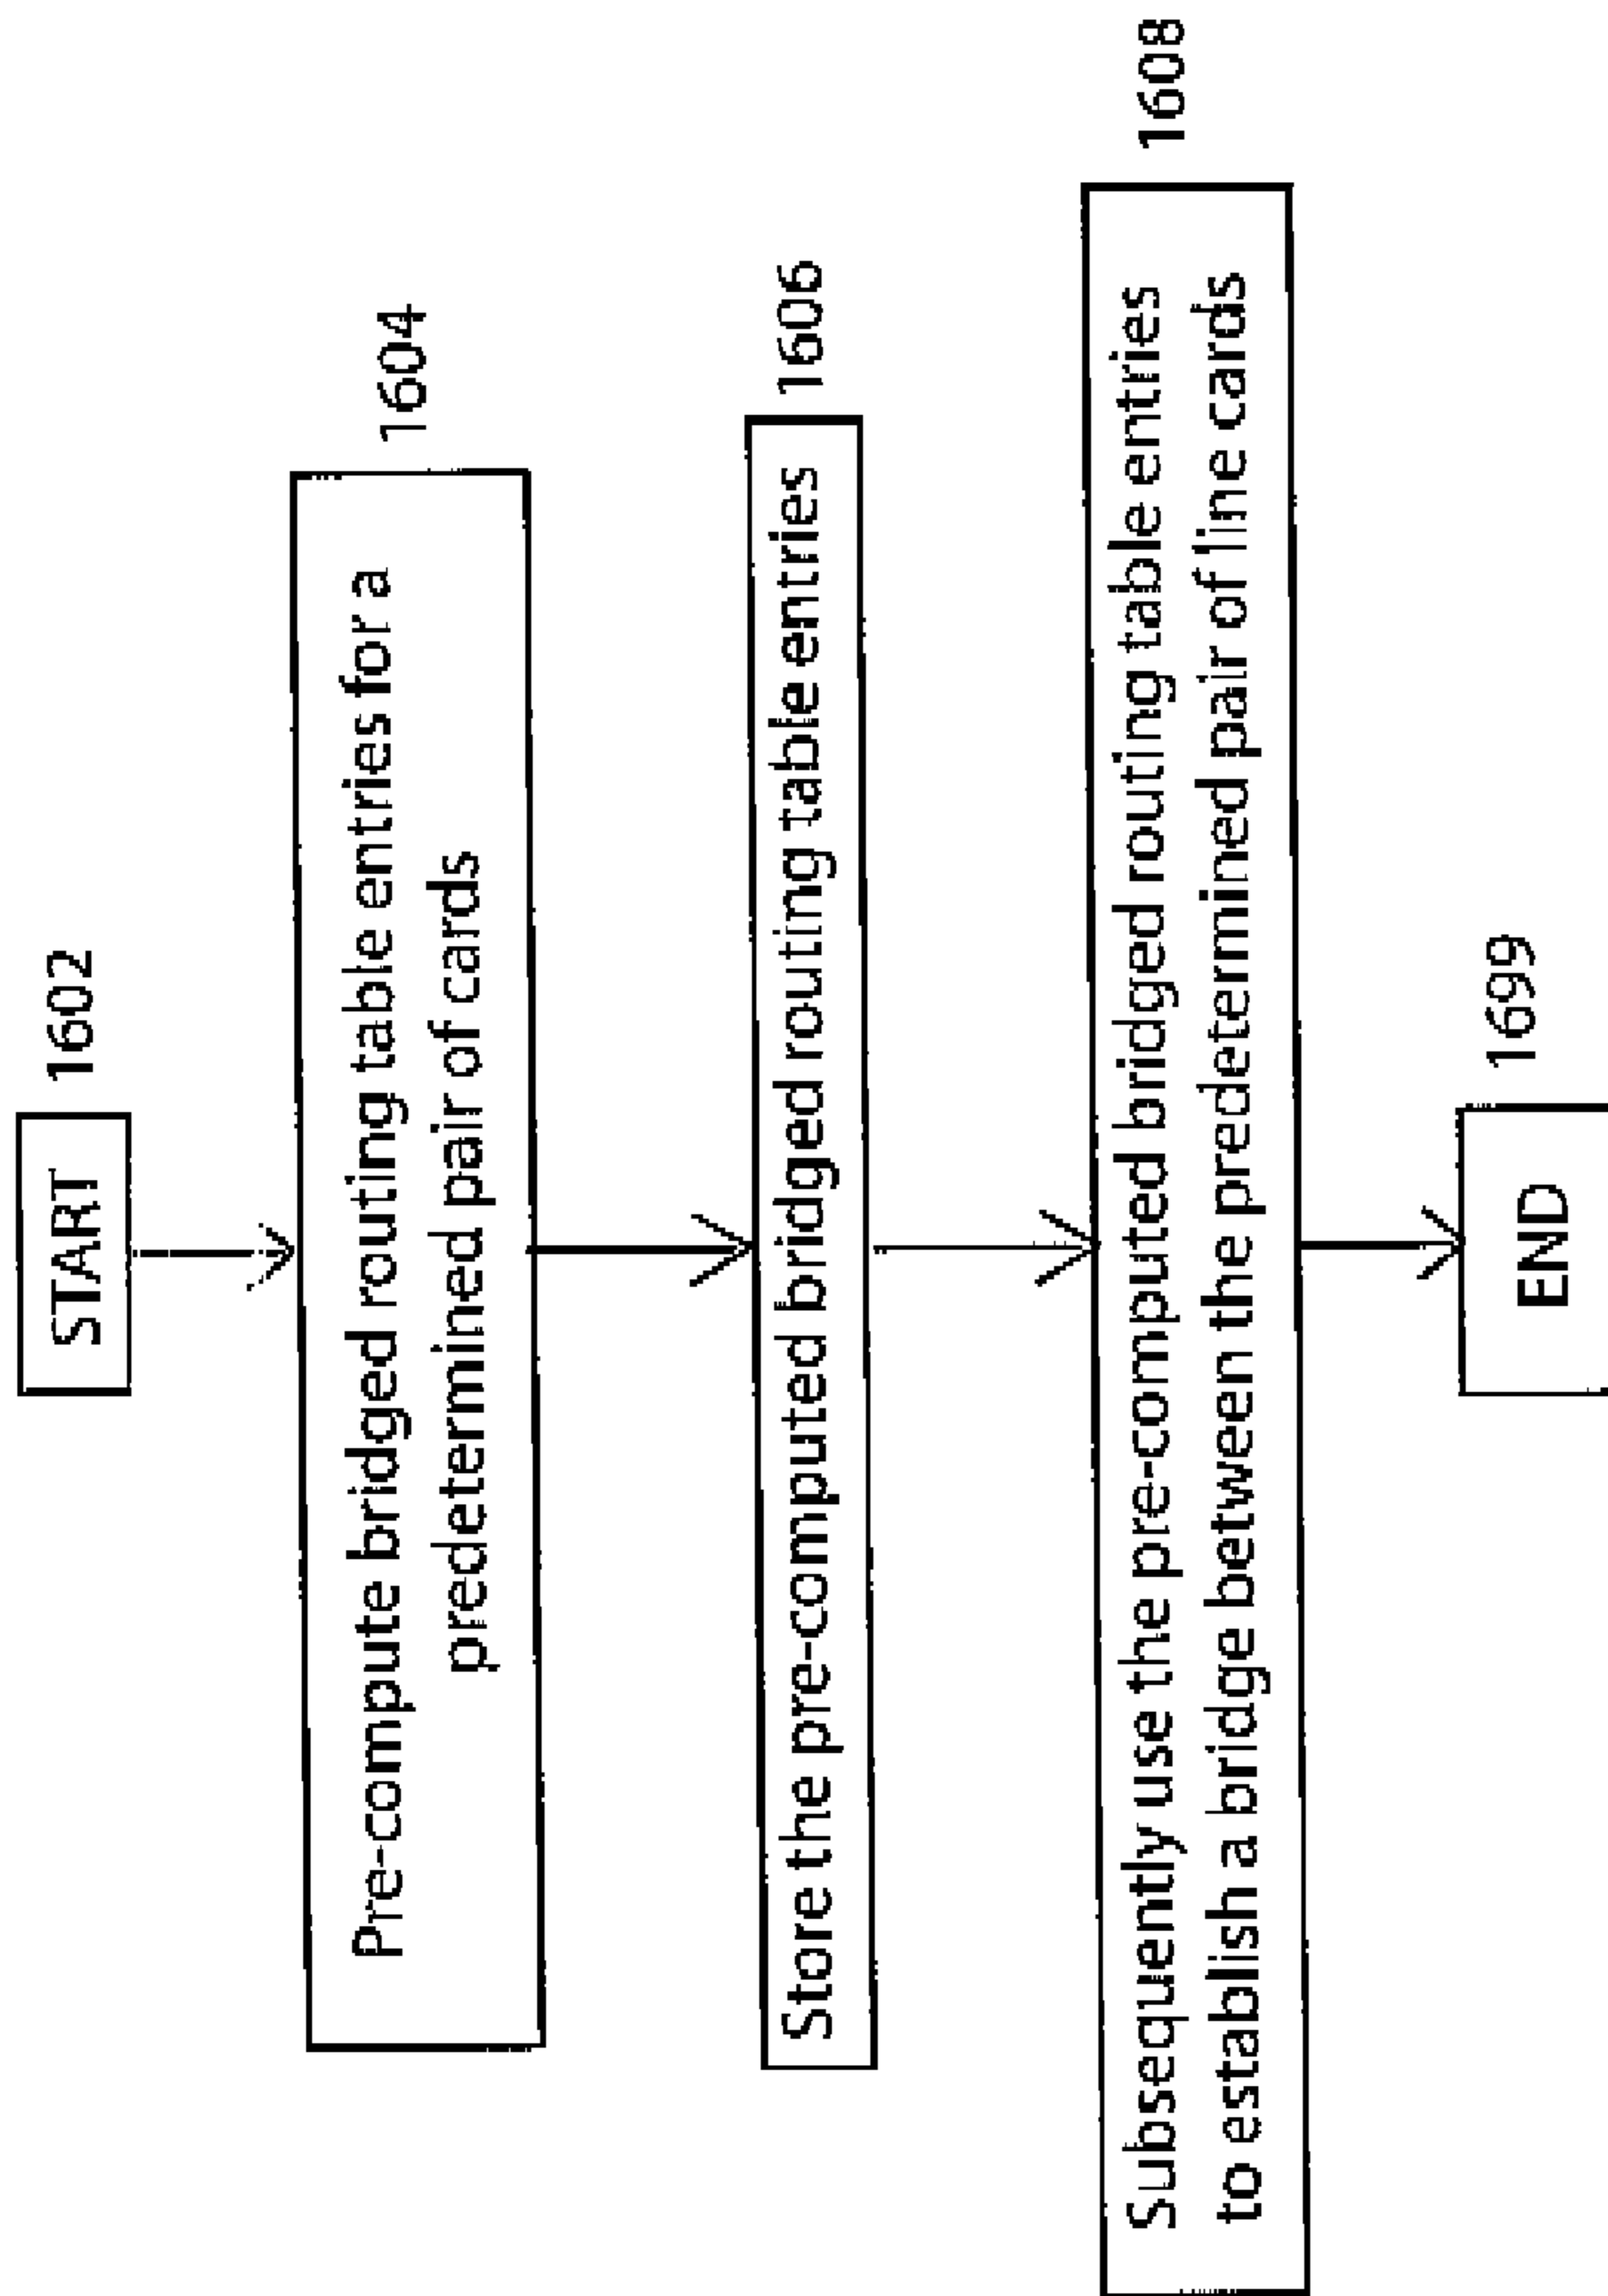 START 1602
Pre-compute bridged routing table entries for a
predetermined pair of cards
1604
Store the pre-computed bridged routing table entries 1606
Subsequently use the pre-computed bridged routing table entries
to establish a bridge between the predetermined pair of line cards
1608
END 1699